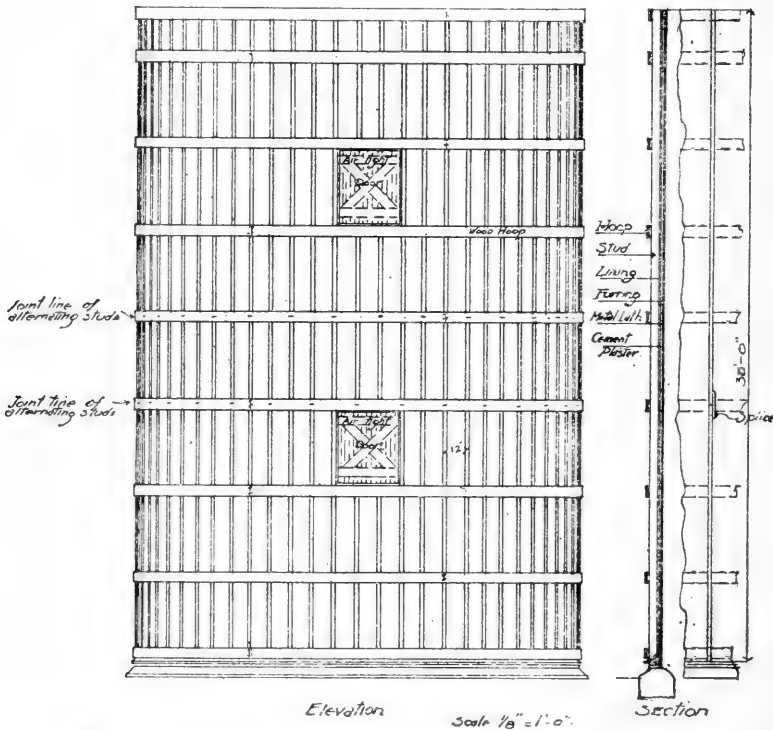 Air tight
Door
Wood Hoop
Joint line of
alternating studs
Joint line of
alternating studs
Air tight
Door
12"
Hoop
Stud
Lining
Furring
Metal Lath
Cement
Plaster.
30'-0"
Splice
Elevation
Scale 1/8" = 1'-0".
Section